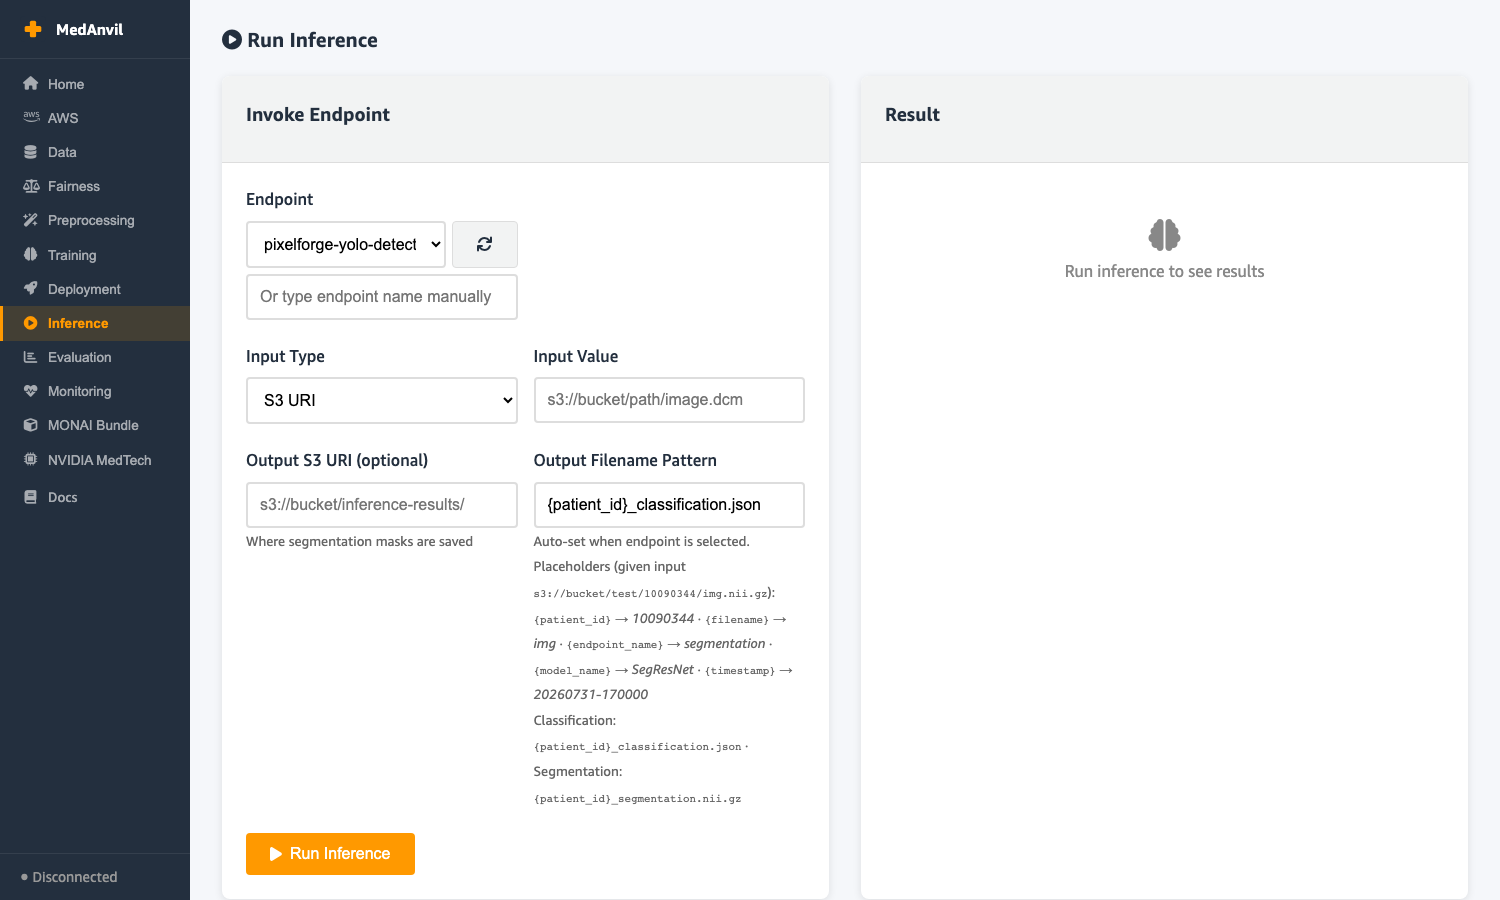 MedAnvil
Home
aws AWS
Data
Fairness
Preprocessing
Training
Deployment
Inference
Evaluation
Monitoring
MONAI Bundle
NVIDIA MedTech
Docs
Disconnected
Run Inference
Invoke Endpoint
Endpoint
pixelforge-yolo-detect
Or type endpoint name manually
Input Type
S3 URI
Input Value
s3://bucket/path/image.dcm
Output S3 URI (optional)
s3://bucket/inference-results/
Where segmentation masks are saved
Output Filename Pattern
{patient_id}_classification.json
Auto-set when endpoint is selected.
Placeholders (given input
s3://bucket/test/10090344/img.nii.gz):
{patient_id} → 10090344 · {filename} →
img · {endpoint_name} → segmentation ·
{model_name} → SegResNet · {timestamp} →
20260731-170000
Classification:
{patient_id}_classification.json ·
Segmentation:
{patient_id}_segmentation.nii.gz
Run Inference
Result
Run inference to see results